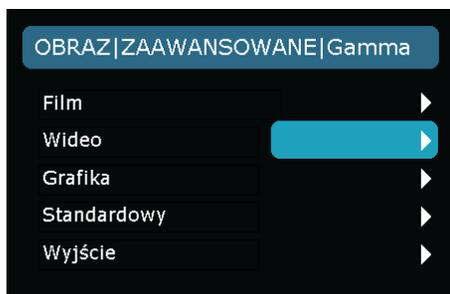 OBRAZ|ZAAWANSOWANE|Gamma
Film
Wideo
Grafika
Standardowy
Wyjście